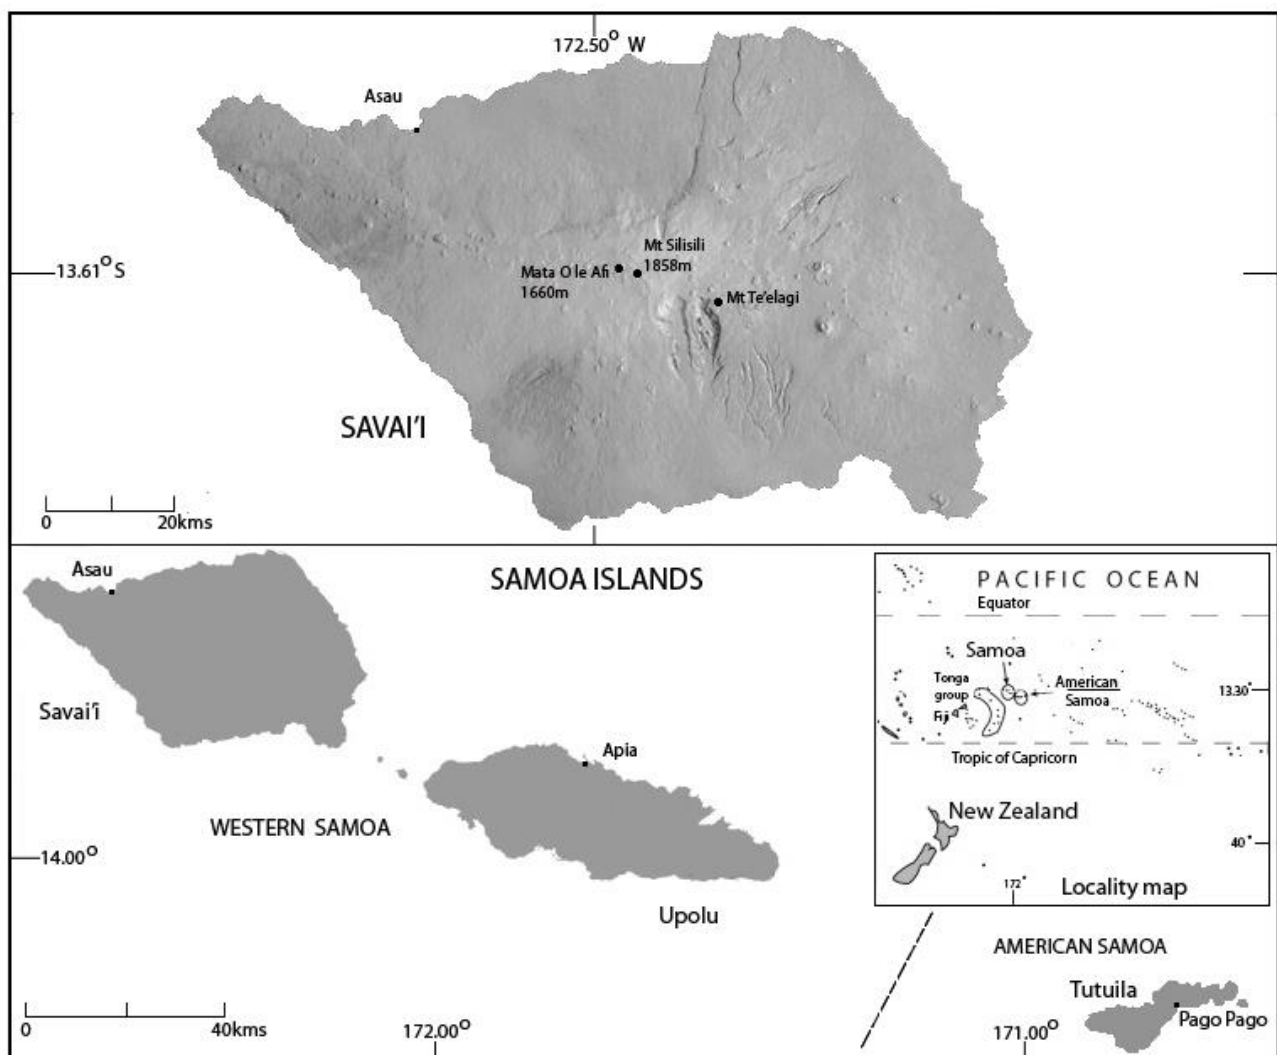 172.50° W
Asau
Mt Silisili
1858m
13.61° S
Mata O le Afi
1660m
Mt Te'elagi
SAVAI'I
0 20kms
Asau
SAMOA ISLANDS
Savai'i
Apia
WESTERN SAMOA
14.00°
Upolu
0 40kms
172.00°
171.00°
PACIFIC OCEAN
Equator
Samoa
Tonga
group
Fiji
American
Samoa
13.30°
Tropic of Capricorn
New Zealand
40°
172°
Locality map
AMERICAN SAMOA
Tutuila
Pago Pago